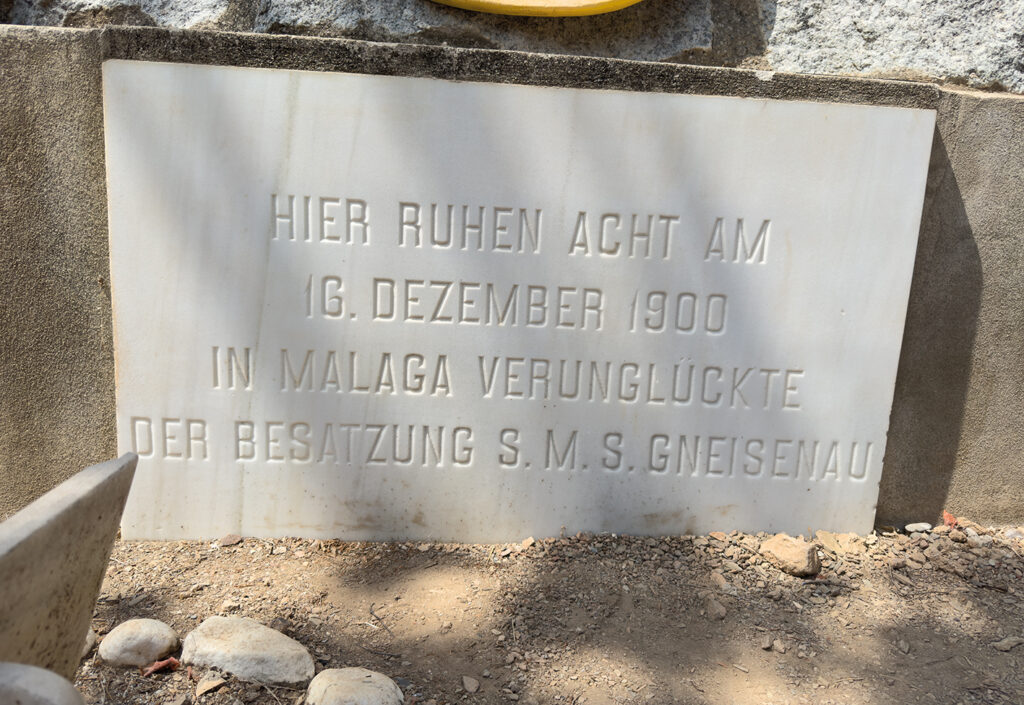 HIER RUHEN ACHT AM
16. DEZEMBER 1900
IN MALAGA VERUNGLÜCKTE
DER BESATZUNG S. M. S. GNEISENAU